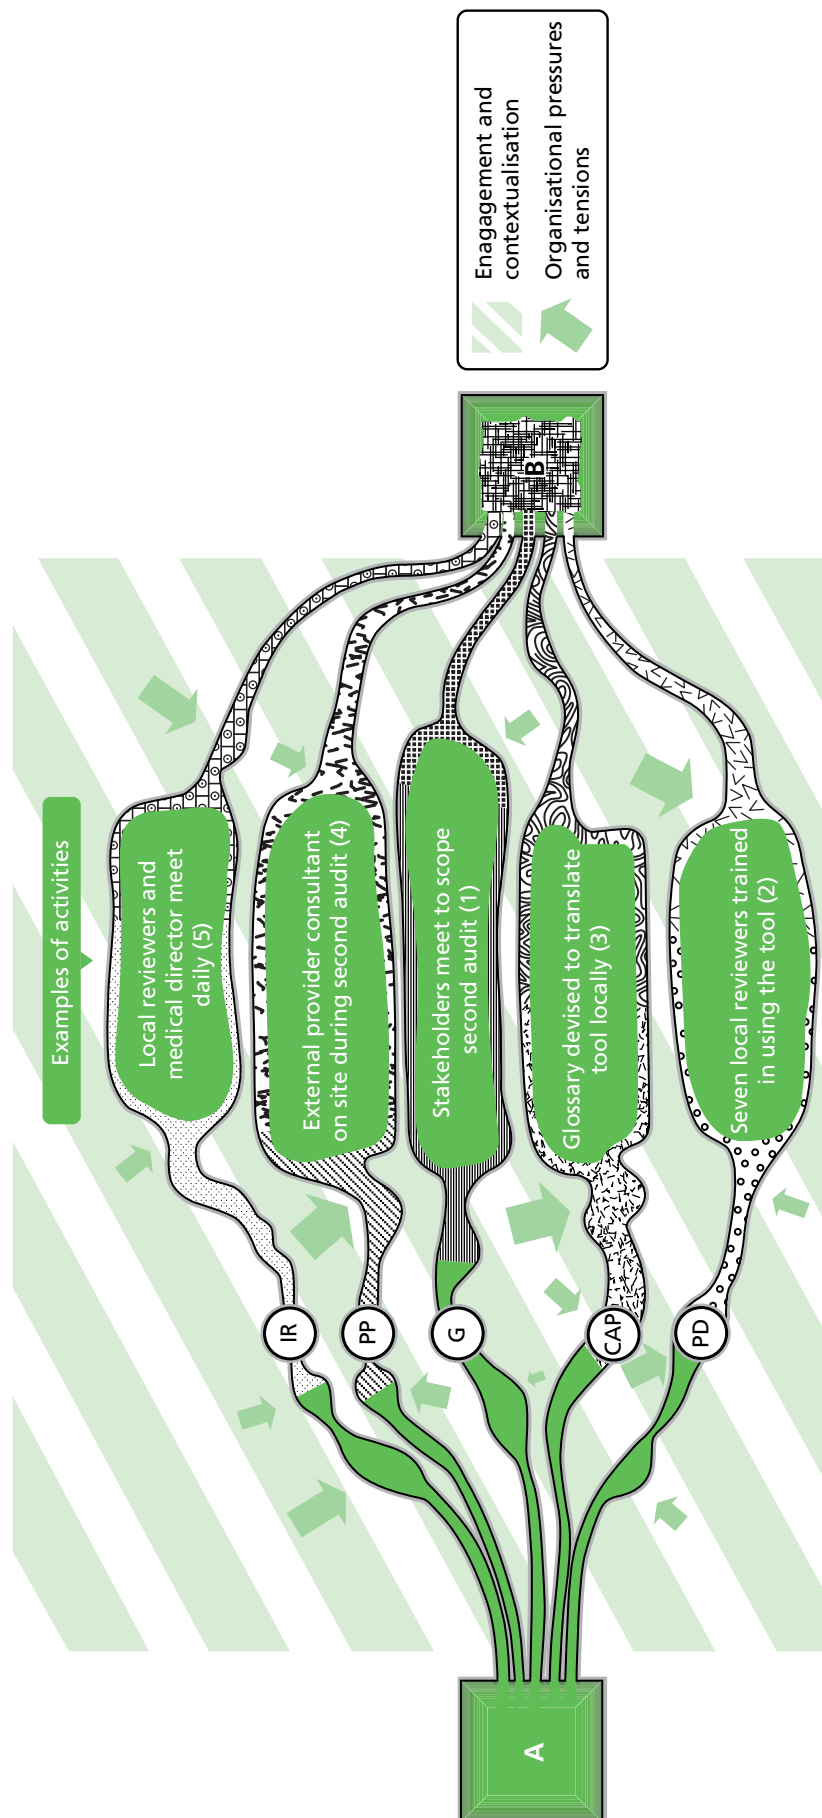 Examples of activities
Local reviewers and
medical director meet
daily (5)
External provider consultant
on site during second audit (4)
Stakeholders meet to scope
second audit (1)
Glossary devised to translate
tool locally (3)
Seven local reviewers trained
in using the tool (2)
IR
PP
G
CAP
PD
A
B
Enagagement and
contextualisation
Organisational pressures
and tensions